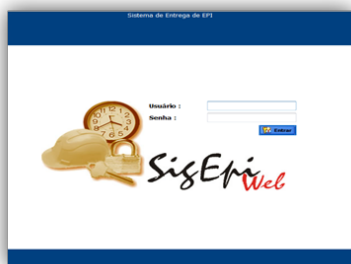 Sistema de Entrega de EPI
Usuário :
Senha :
Entrar
SigEpi
Web